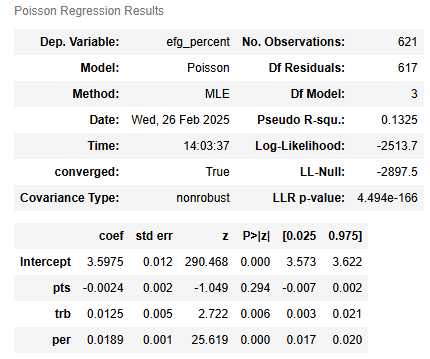 Poisson Regression Results
Dep. Variable: efg_percent No. Observations: 621
Model: Poisson Df Residuals: 617
Method: MLE Df Model: 3
Date: Wed, 26 Feb 2025 Pseudo R-squ.: 0.1325
Time: 14:03:37 Log-Likelihood: -2513.7
converged: True LL-Null: -2897.5
Covariance Type: nonrobust LLR p-value: 4.494e-166
coef std err z P>|z| [0.025 0.975]
Intercept 3.5975 0.012 290.468 0.000 3.573 3.622
pts -0.0024 0.002 -1.049 0.294 -0.007 0.002
trb 0.0125 0.005 2.722 0.006 0.003 0.021
per 0.0189 0.001 25.619 0.000 0.017 0.020